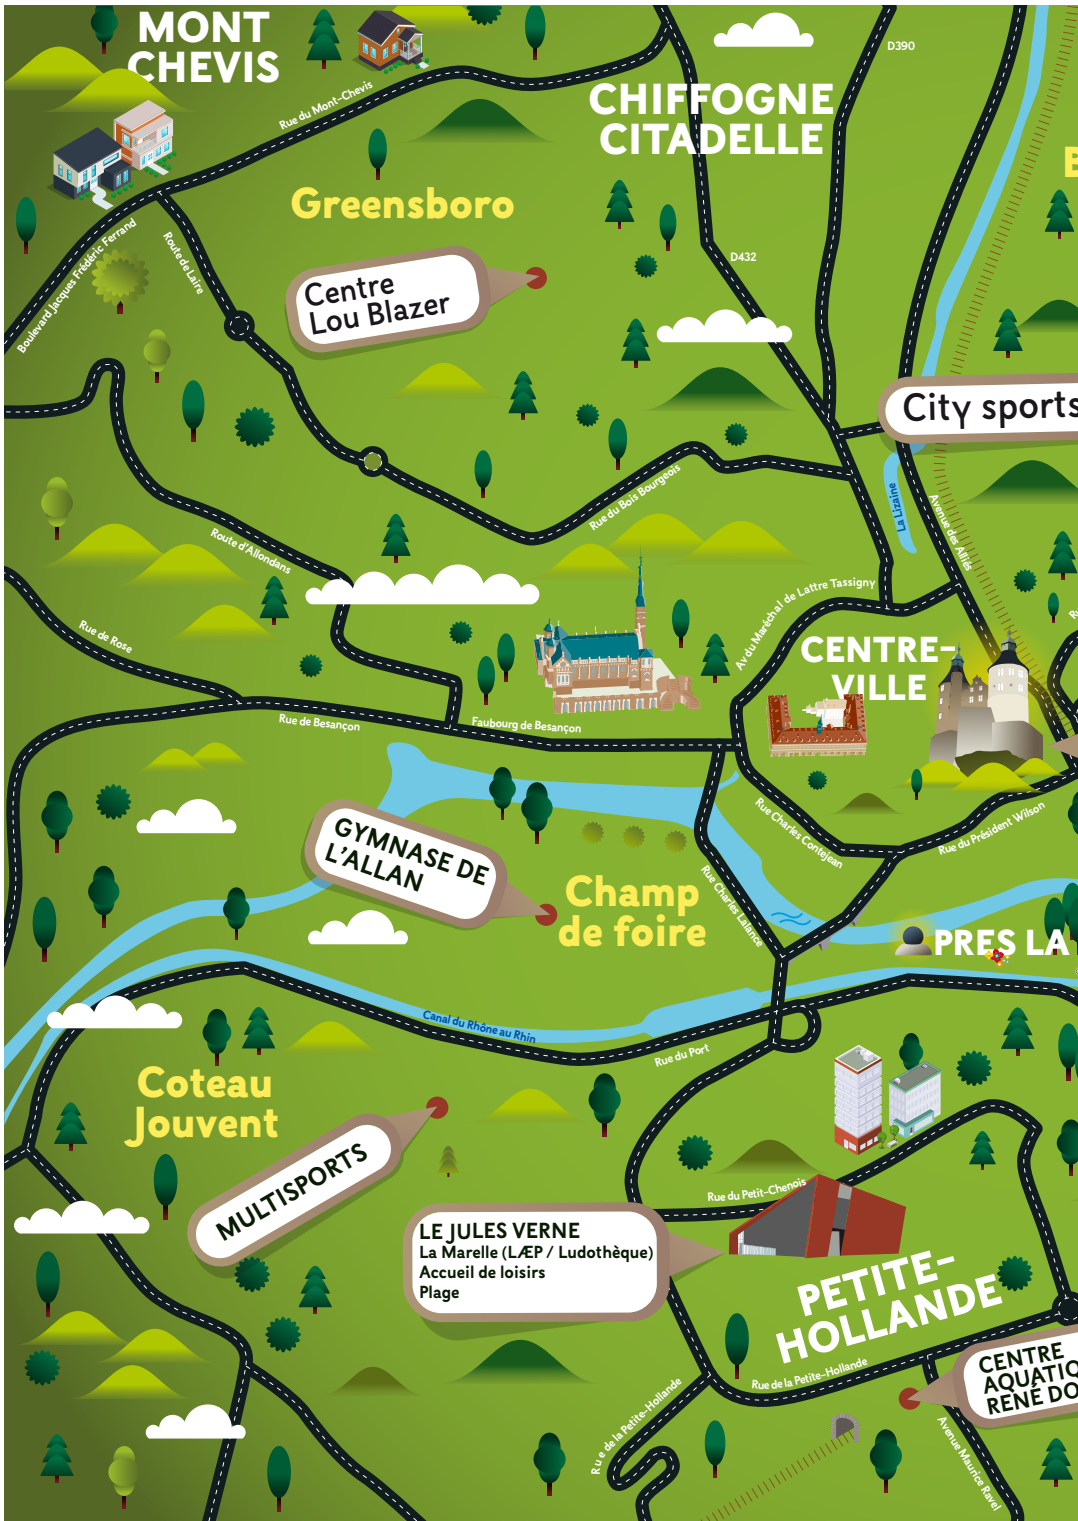 MONT
CHEVIS
D390
CHIFFOGNE
CITADELLE
Rue du Mont-Chevis
Greensboro
Boulevard Jacques Frédéric Ferrand
Route de Laire
D432
Centre
Lou Blazer
City sports
La Lizaine
Avenue des Alliés
Rue du Bois Bourgeois
Route d'Allondans
Av du Maréchal de Lattre Tassigny
Rue de Rose
CENTRE-
VILLE
Rue de Besançon
Faubourg de Besançon
Rue Charles Contejean
Rue du Président Wilson
GYMNASE DE
L'ALLAN
Champ
de foire
Rue Charles Lalance
PRES LA
Canal du Rhône au Rhin
Rue du Port
Coteau
Jouvent
MULTISPORTS
Rue du Petit-Chenois
LE JULES VERNE
La Marelle (LÆP / Ludothèque)
Accueil de loisirs
Plage
PETITE-
HOLLANDE
Rue de la Petite-Hollande
Rue de la Petite-Hollande
CENTRE
AQUATIQ
RENÉ DO
Avenue Maurice Ravel